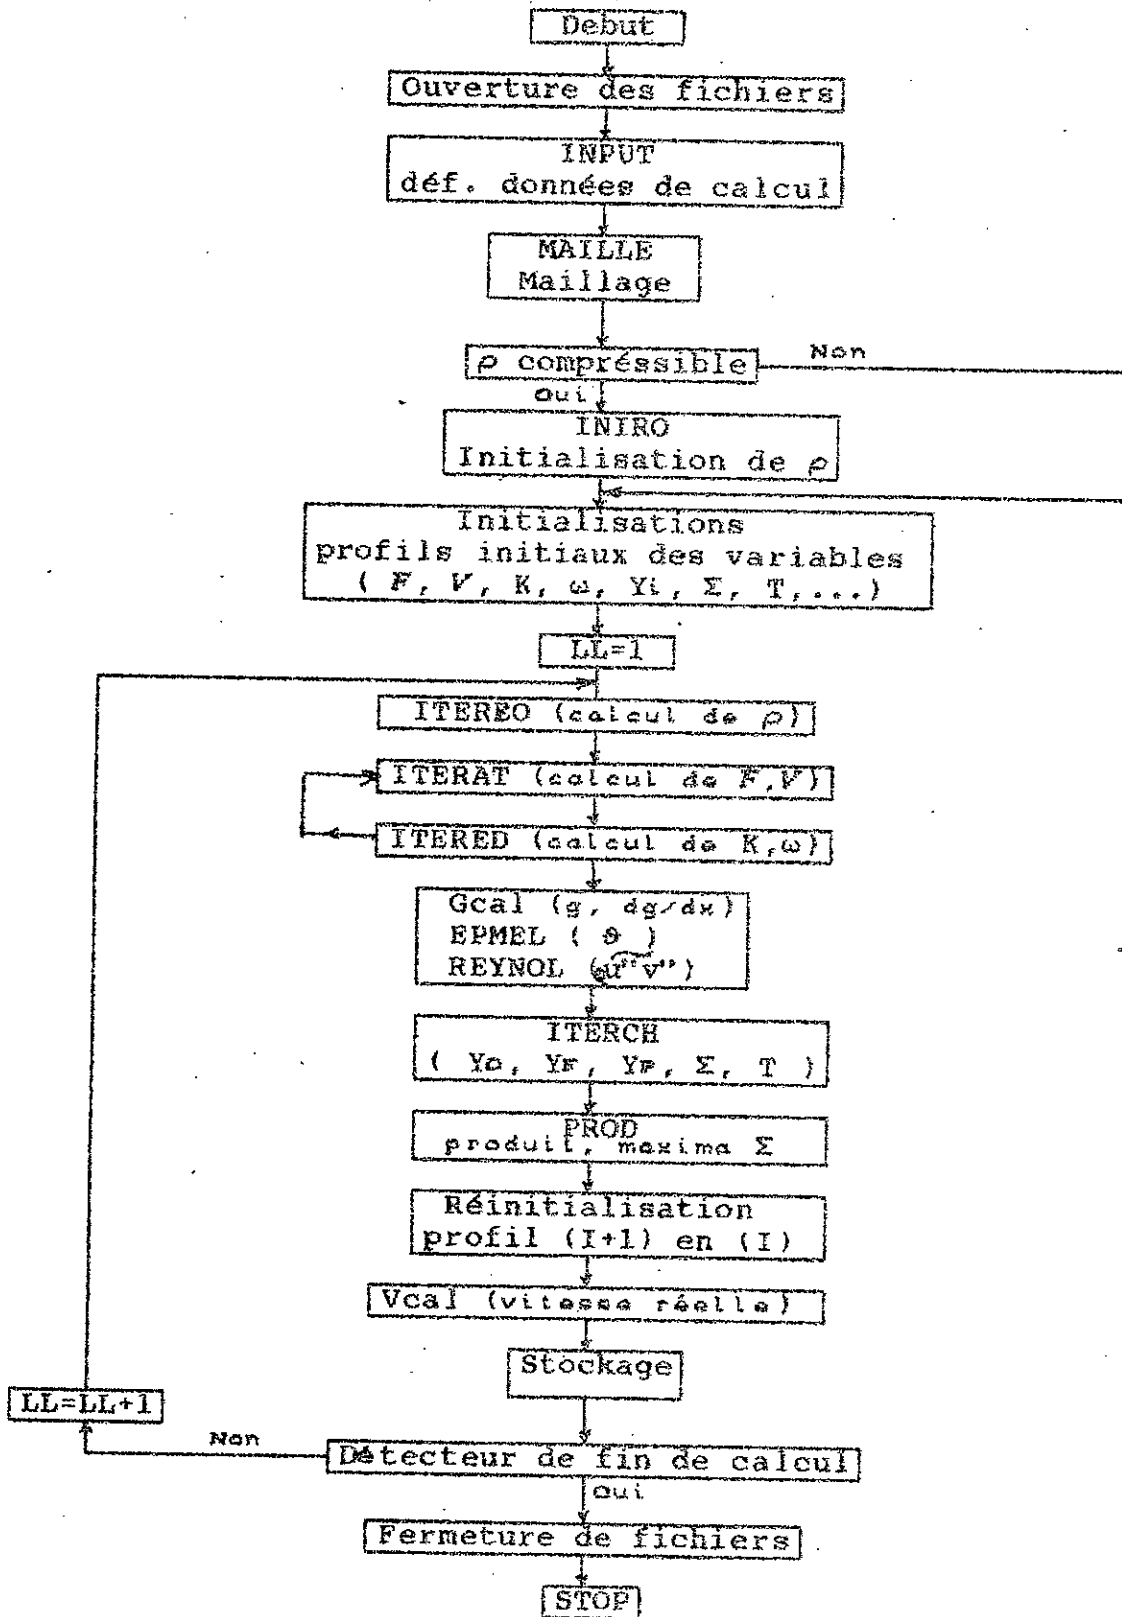 Debut
Ouverture des fichiers
INPUT
déf. données de calcul
MAILLE
Maillage
ρ compréssible
Non
oui
INIRO
Initialisation de ρ
Initialisations
profils initiaux des variables
( F, V, K, ω, Yi, Σ, T,...)
LL=1
ITEREO (calcul de ρ)
ITERAT (calcul de F,V)
ITERED (calcul de K,ω)
Gcal (g, dg/dx)
EPMEL ( θ )
REYNOL (u"v")
ITERCH
( YO, YF, YP, Σ, T )
PROD
produit, maxima Σ
Réinitialisation
profil (I+1) en (I)
Vcal (vitesse réelle)
Stockage
LL=LL+1
Non
Détecteur de fin de calcul
oui
Fermeture de fichiers
STOP